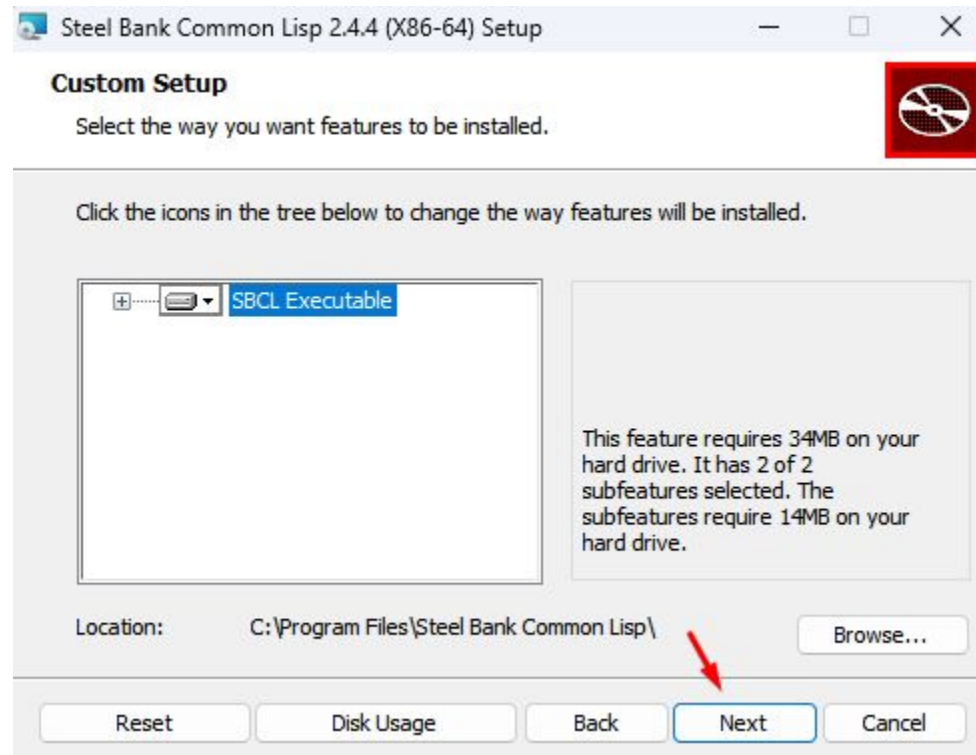 Steel Bank Common Lisp 2.4.4 (X86-64) Setup
Custom Setup
Select the way you want features to be installed.
Click the icons in the tree below to change the way features will be installed.
SBCL Executable
This feature requires 34MB on your
hard drive. It has 2 of 2
subfeatures selected. The
subfeatures require 14MB on your
hard drive.
Location: C:\Program Files\Steel Bank Common Lisp\ Browse...
Reset Disk Usage Back Next Cancel